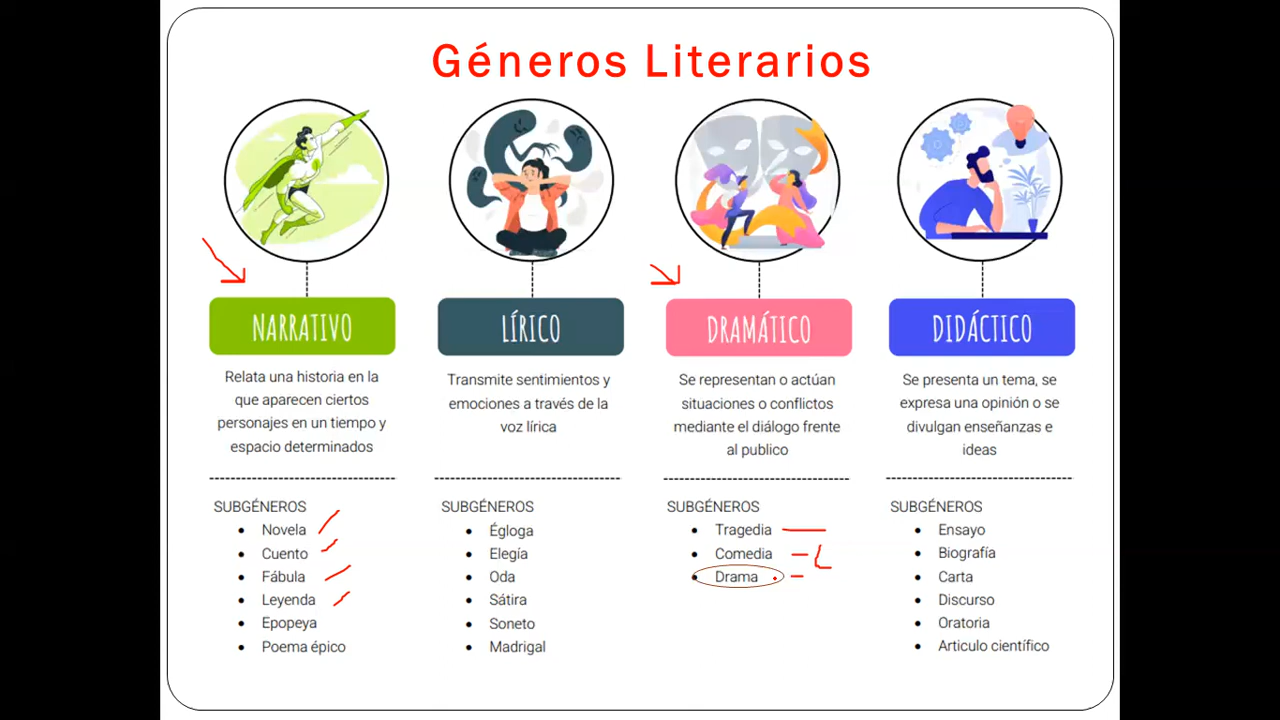 Géneros Literarios
NARRATIVO
Relata una historia en la
que aparecen ciertos
personajes en un tiempo y
espacio determinados
SUBGÉNEROS
• Novela
• Cuento
• Fábula
• Leyenda
• Epopeya
• Poema épico
LÍRICO
Transmite sentimientos y
emociones a través de la
voz lírica
SUBGÉNEROS
• Égloga
• Elegía
• Oda
• Sátira
• Soneto
• Madrigal
DRAMÁTICO
Se representan o actúan
situaciones o conflictos
mediante el diálogo frente
al publico
SUBGÉNEROS
• Tragedia
• Comedia
• Drama
DIDÁCTICO
Se presenta un tema, se
expresa una opinión o se
divulgan enseñanzas e
ideas
SUBGÉNEROS
• Ensayo
• Biografía
• Carta
• Discurso
• Oratoria
• Articulo científico